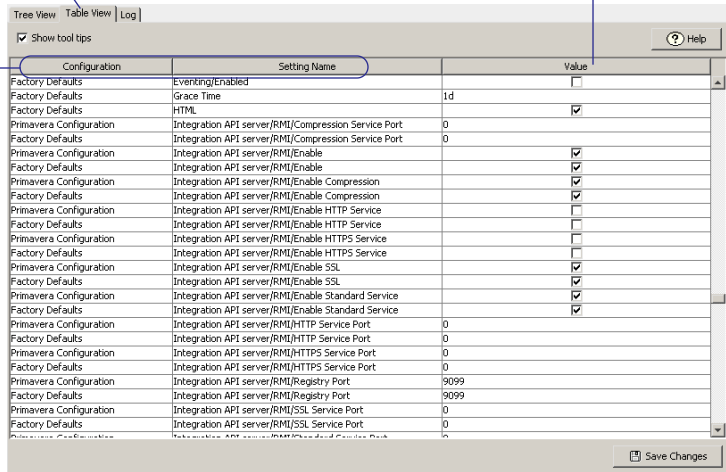 Tree View Table View Log
Show tool tips Help
Configuration Setting Name Value
Factory Defaults Eventing/Enabled
Factory Defaults Grace Time 1d
Factory Defaults HTML
Primavera Configuration Integration API server/RMI/Compression Service Port 0
Factory Defaults Integration API server/RMI/Compression Service Port 0
Primavera Configuration Integration API server/RMI/Enable
Factory Defaults Integration API server/RMI/Enable
Primavera Configuration Integration API server/RMI/Enable Compression
Factory Defaults Integration API server/RMI/Enable Compression
Primavera Configuration Integration API server/RMI/Enable HTTP Service
Factory Defaults Integration API server/RMI/Enable HTTP Service
Primavera Configuration Integration API server/RMI/Enable HTTPS Service
Factory Defaults Integration API server/RMI/Enable HTTPS Service
Primavera Configuration Integration API server/RMI/Enable SSL
Factory Defaults Integration API server/RMI/Enable SSL
Primavera Configuration Integration API server/RMI/Enable Standard Service
Factory Defaults Integration API server/RMI/Enable Standard Service
Primavera Configuration Integration API server/RMI/HTTP Service Port 0
Factory Defaults Integration API server/RMI/HTTP Service Port 0
Primavera Configuration Integration API server/RMI/HTTPS Service Port 0
Factory Defaults Integration API server/RMI/HTTPS Service Port 0
Primavera Configuration Integration API server/RMI/Registry Port 9099
Factory Defaults Integration API server/RMI/Registry Port 9099
Primavera Configuration Integration API server/RMI/SSL Service Port 0
Factory Defaults Integration API server/RMI/SSL Service Port 0
Primavera Configuration Integration API server/RMI/Standard Service Port 0
Save Changes